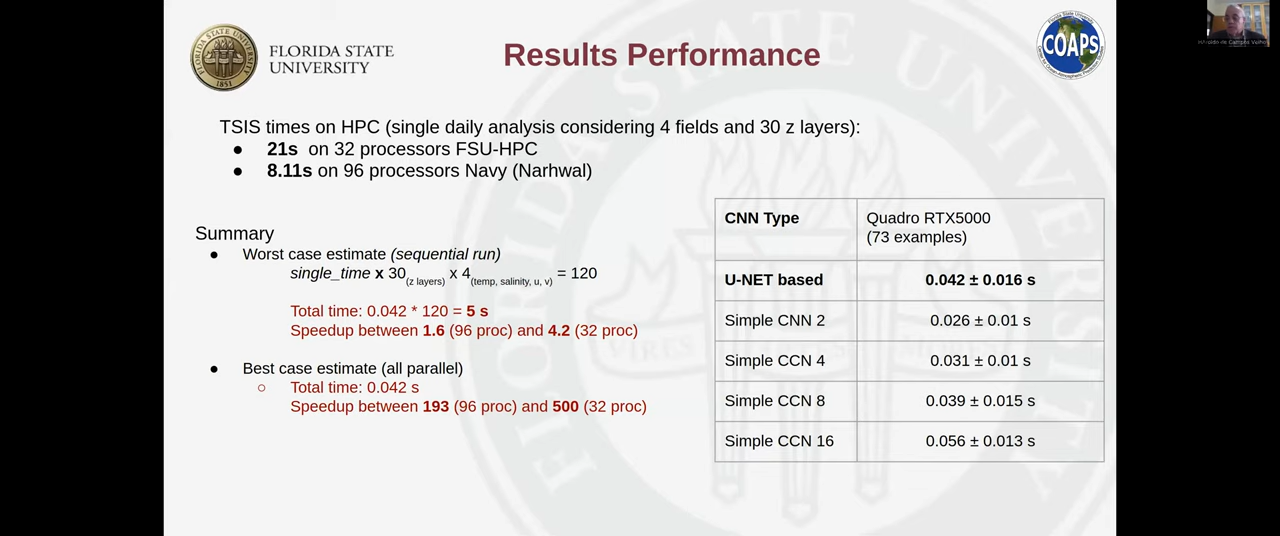 FLORIDA STATE
UNIVERSITY
Results Performance
COAPS
TSIS times on HPC (single daily analysis considering 4 fields and 30 z layers):
● 21s on 32 processors FSU-HPC
● 8.11s on 96 processors Navy (Narhwal)
Summary
● Worst case estimate (sequential run)
single_time x 30(z layers) x 4(temp, salinity, u, v) = 120
Total time: 0.042 * 120 = 5 s
Speedup between 1.6 (96 proc) and 4.2 (32 proc)
● Best case estimate (all parallel)
○ Total time: 0.042 s
Speedup between 193 (96 proc) and 500 (32 proc)
CNN Type Quadro RTX5000
(73 examples)
U-NET based 0.042 ± 0.016 s
Simple CNN 2 0.026 ± 0.01 s
Simple CCN 4 0.031 ± 0.01 s
Simple CCN 8 0.039 ± 0.015 s
Simple CCN 16 0.056 ± 0.013 s
1851
VIRES